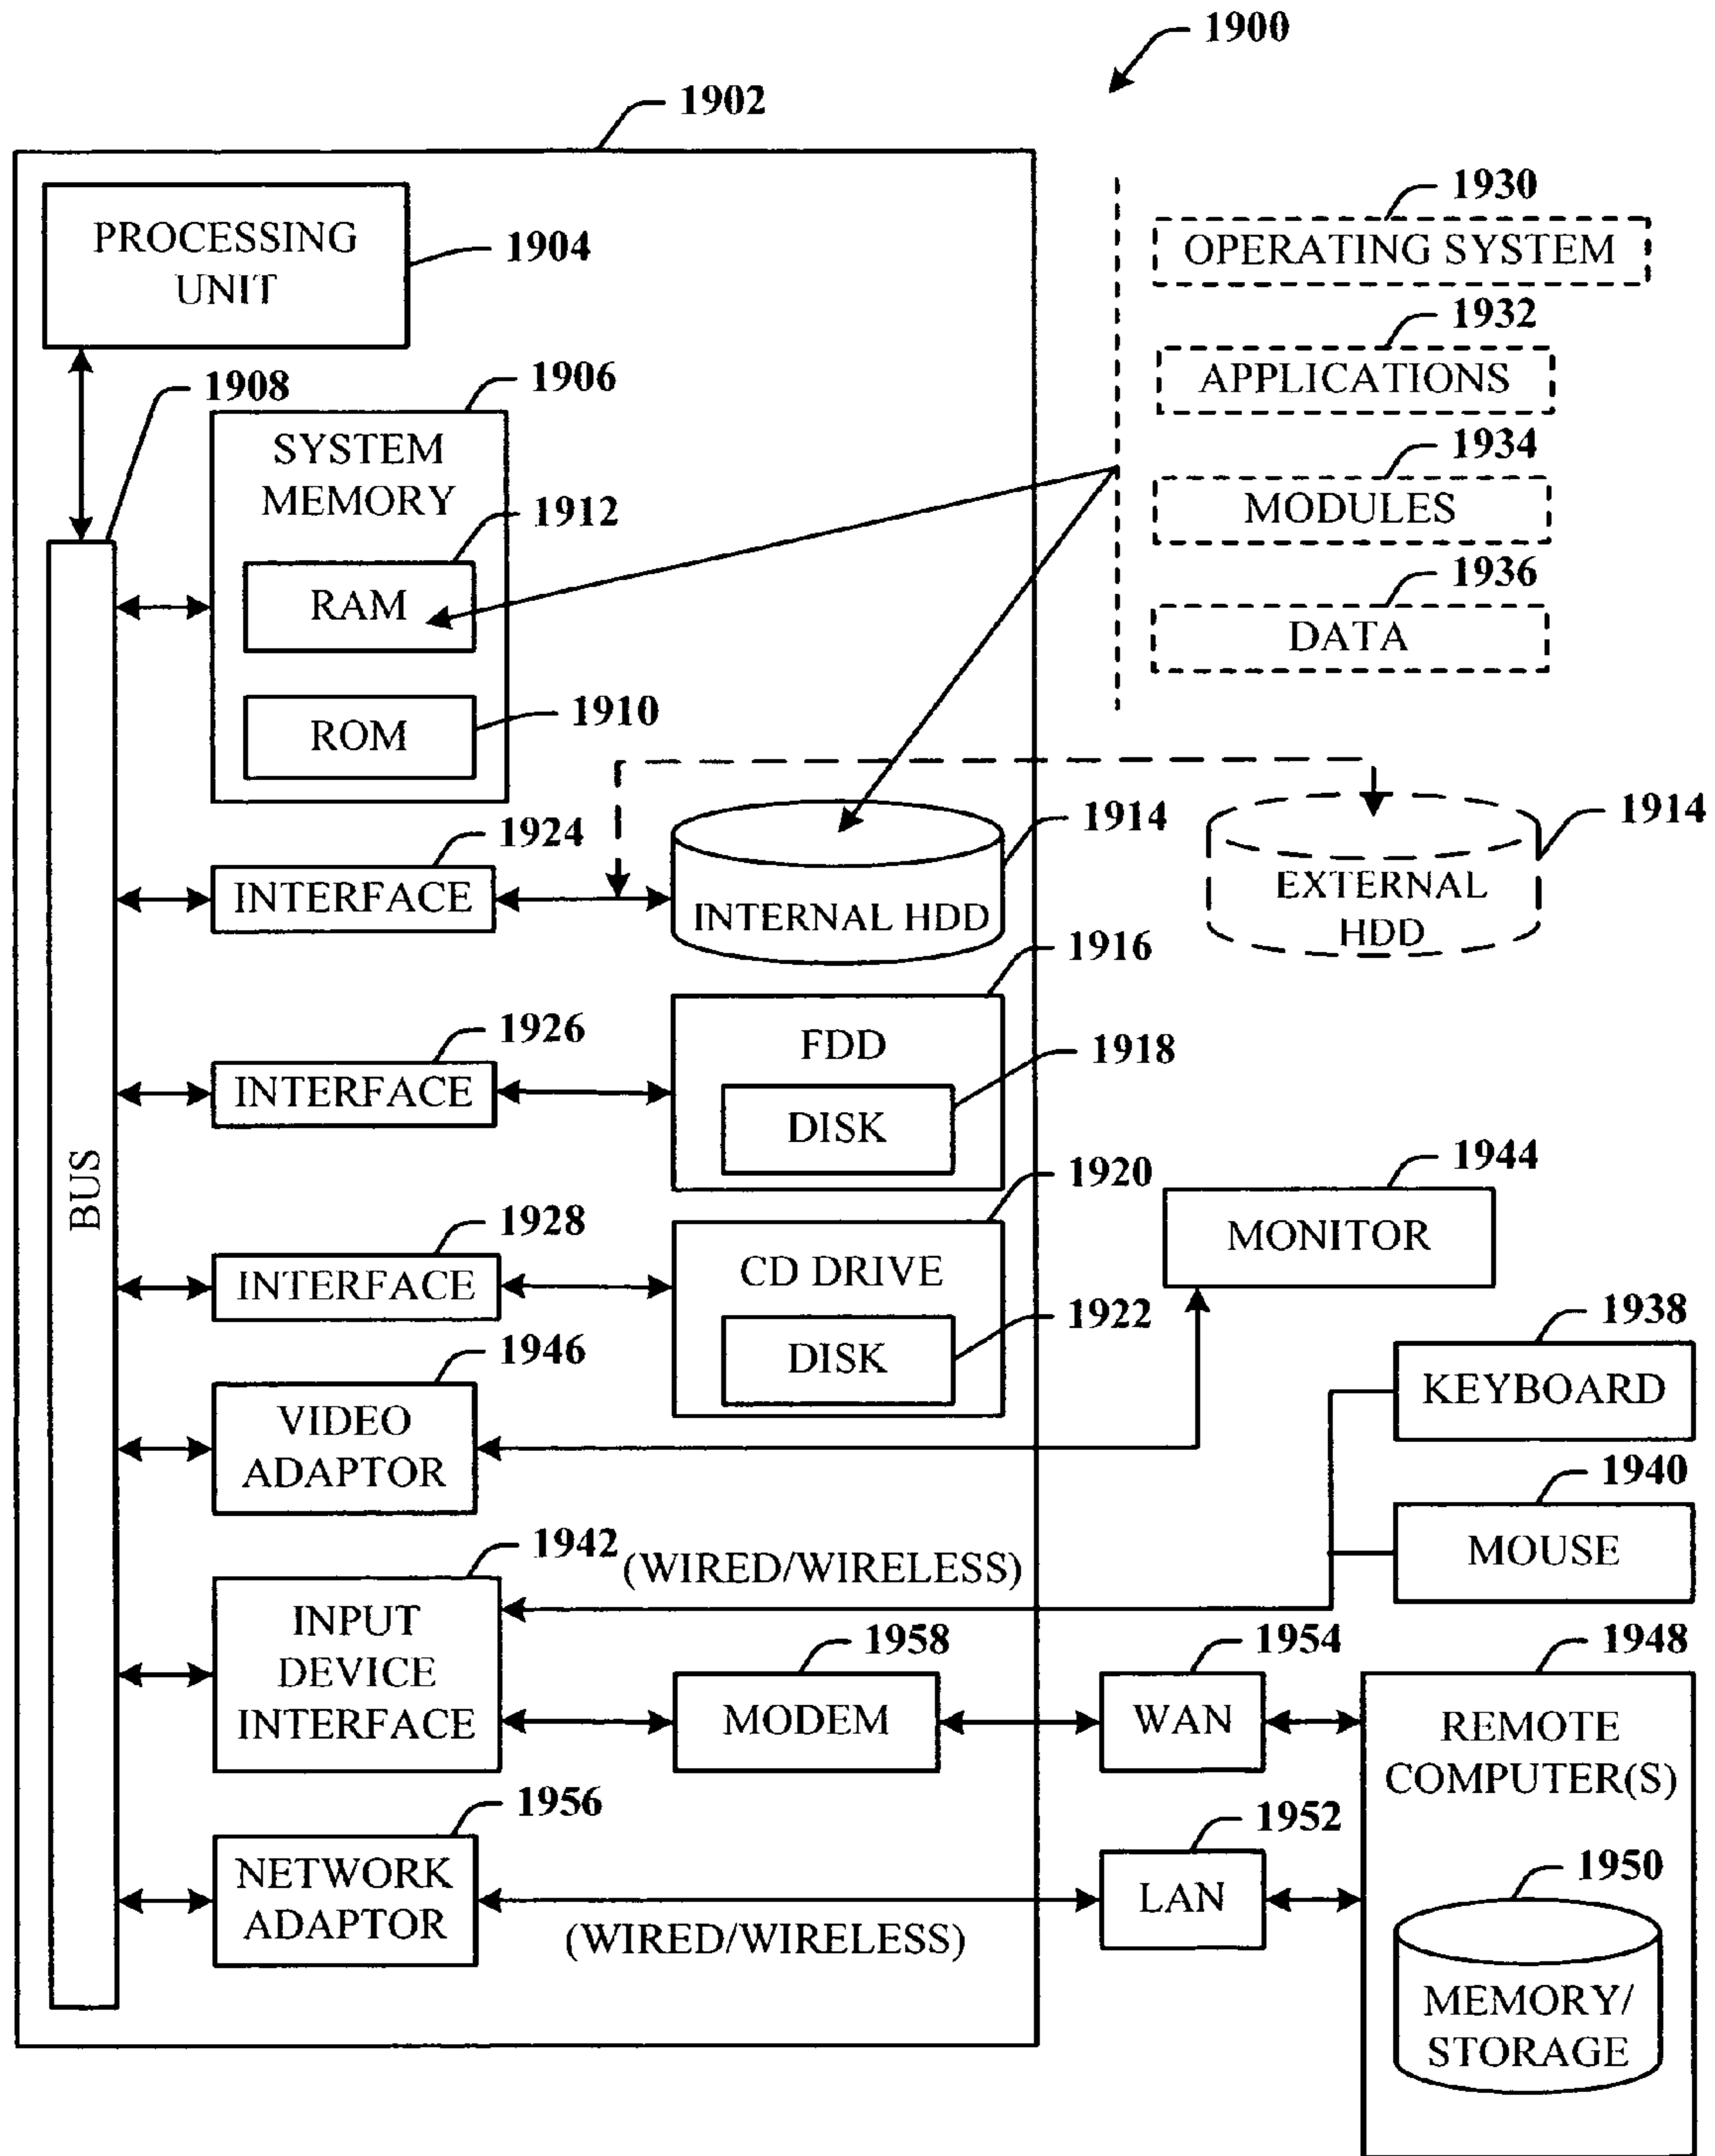 1900
1902
1930
OPERATING SYSTEM
PROCESSING
UNIT
1904
1932
APPLICATIONS
1908
1906
SYSTEM
MEMORY
1934
MODULES
1912
RAM
1936
DATA
1910
ROM
1924
INTERFACE
1914
INTERNAL HDD
1914
EXTERNAL
HDD
1916
FDD
1926
INTERFACE
1918
DISK
BUS
1920
CD DRIVE
1944
MONITOR
1928
INTERFACE
1922
DISK
1938
KEYBOARD
1946
VIDEO
ADAPTOR
1940
MOUSE
1942
(WIRED/WIRELESS)
INPUT
DEVICE
INTERFACE
1958
MODEM
1954
WAN
1948
REMOTE
COMPUTER(S)
1956
NETWORK
ADAPTOR
(WIRED/WIRELESS)
1952
LAN
1950
MEMORY/
STORAGE